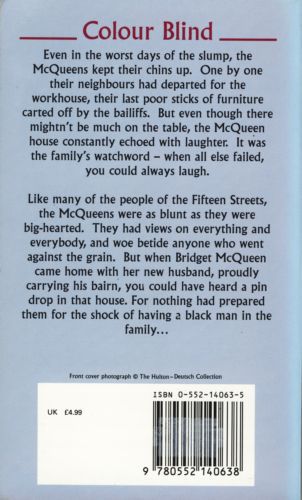 Colour Blind
Even in the worst days of the slump, the
McQueens kept their chins up. One by one
their neighbours had departed for the
workhouse, their last poor sticks of furniture
carted off by the bailiffs. But even though there
mightn't be much on the table, the McQueen
house constantly echoed with laughter. It was
the family's watchword – when all else failed,
you could always laugh.
Like many of the people of the Fifteen Streets,
the McQueens were as blunt as they were
big-hearted. They had views on everything and
everybody, and woe betide anyone who went
against the grain. But when Bridget McQueen
came home with her new husband, proudly
carrying his bairn, you could have heard a pin
drop in that house. For nothing had prepared
them for the shock of having a black man in the
family...
Front cover photograph © The Hulton–Deutsch Collection
ISBN 0-552-14063-5
UK £4.99
9 780552 140638